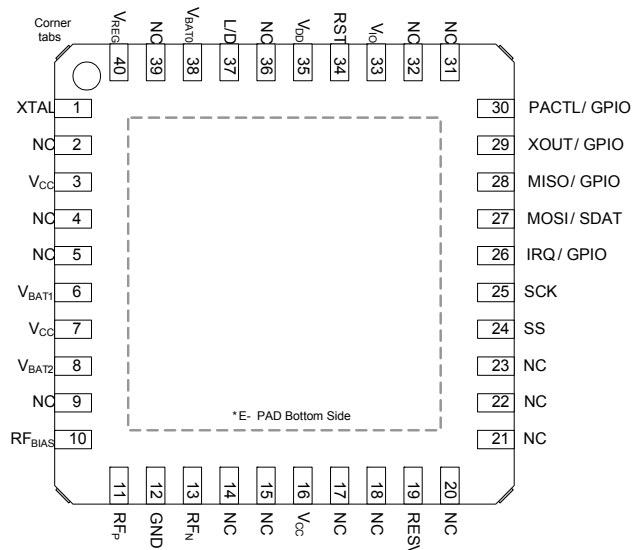 Corner
tabs
VREG
NC
VBAT0
L/D
NC
VDD
RST
VIO
NC
NC
40
39
38
37
36
35
34
33
32
31
XTAL 1
NC 2
VCC 3
NC 4
NC 5
VBAT1 6
VCC 7
VBAT2 8
NC 9
RFBIAS 10
30 PACTL/ GPIO
29 XOUT/ GPIO
28 MISO/ GPIO
27 MOSI/ SDAT
26 IRQ/ GPIO
25 SCK
24 SS
23 NC
22 NC
21 NC
*E- PAD Bottom Side
11
12
13
14
15
16
17
18
19
20
RFP
GND
RFN
NC
NC
VCC
NC
NC
NC